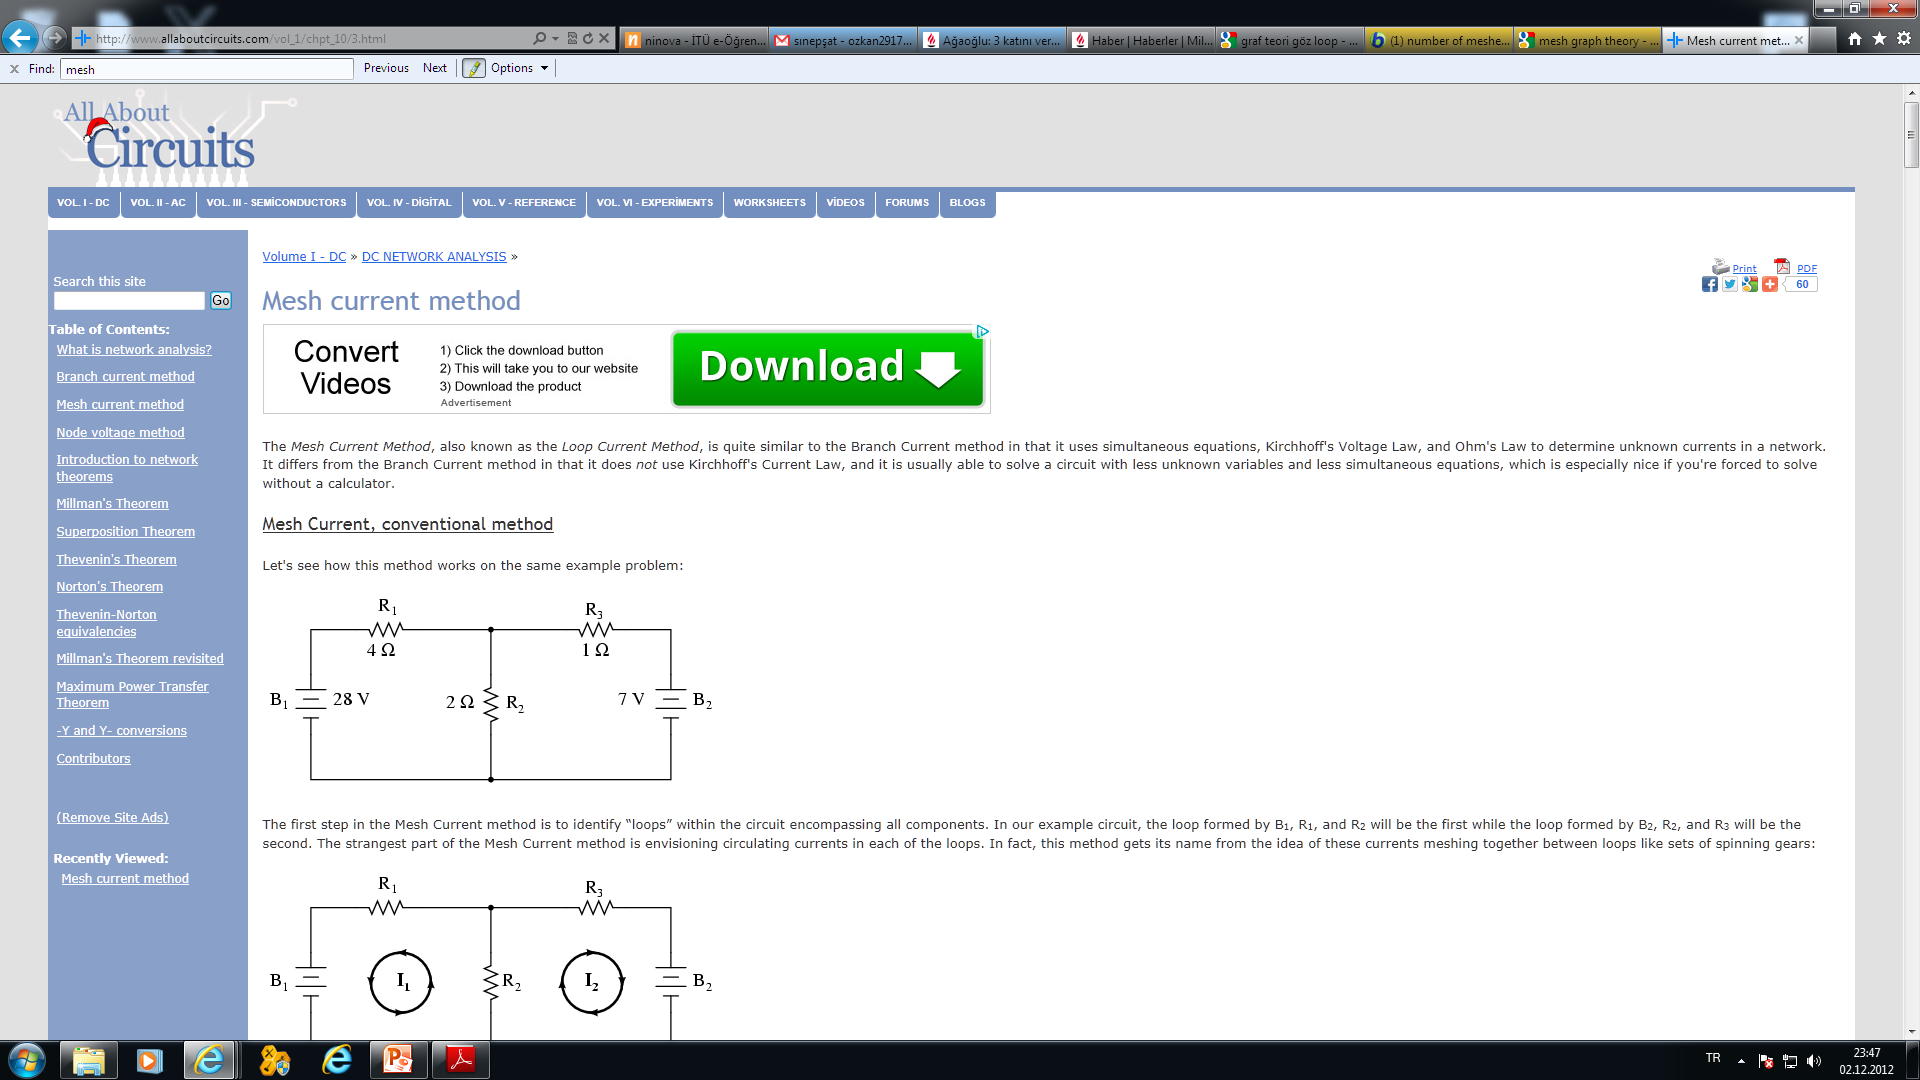 http://www.allaboutcircuits.com/vol_1/chpt_10/3.html
ninova - İTÜ e-Öğren...
sınepşat - ozkan2917...
Ağaoğlu: 3 katını ver...
Haber | Haberler | Mil...
graf teori göz loop - ...
(1) number of meshe...
mesh graph theory - ...
Mesh current met...
Find:
mesh
Previous
Next
Options
All About
Circuits
VOL. I - DC
VOL. II - AC
VOL. III - SEMİCONDUCTORS
VOL. IV - DİGİTAL
VOL. V - REFERENCE
VOL. VI - EXPERİMENTS
WORKSHEETS
VİDEOS
FORUMS
BLOGS
Search this site
Go
Table of Contents:
What is network analysis?
Branch current method
Mesh current method
Node voltage method
Introduction to network
theorems
Millman's Theorem
Superposition Theorem
Thevenin's Theorem
Norton's Theorem
Thevenin-Norton
equivalencies
Millman's Theorem revisited
Maximum Power Transfer
Theorem
-Y and Y- conversions
Contributors
(Remove Site Ads)
Recently Viewed:
Mesh current method
Volume I - DC » DC NETWORK ANALYSIS »
Print
PDF
60
Mesh current method
Convert
Videos
1) Click the download button
2) This will take you to our website
3) Download the product
Advertisement
Download
The Mesh Current Method, also known as the Loop Current Method, is quite similar to the Branch Current method in that it uses simultaneous equations, Kirchhoff's Voltage Law, and Ohm's Law to determine unknown currents in a network.
It differs from the Branch Current method in that it does not use Kirchhoff's Current Law, and it is usually able to solve a circuit with less unknown variables and less simultaneous equations, which is especially nice if you're forced to solve
without a calculator.
Mesh Current, conventional method
Let's see how this method works on the same example problem:
R1
R3
4 Ω
1 Ω
B1
28 V
2 Ω
R2
7 V
B2
The first step in the Mesh Current method is to identify “loops” within the circuit encompassing all components. In our example circuit, the loop formed by B1, R1, and R2 will be the first while the loop formed by B2, R2, and R3 will be the
second. The strangest part of the Mesh Current method is envisioning circulating currents in each of the loops. In fact, this method gets its name from the idea of these currents meshing together between loops like sets of spinning gears:
R1
R3
B1
I1
R2
I2
B2
TR
23:47
02.12.2012